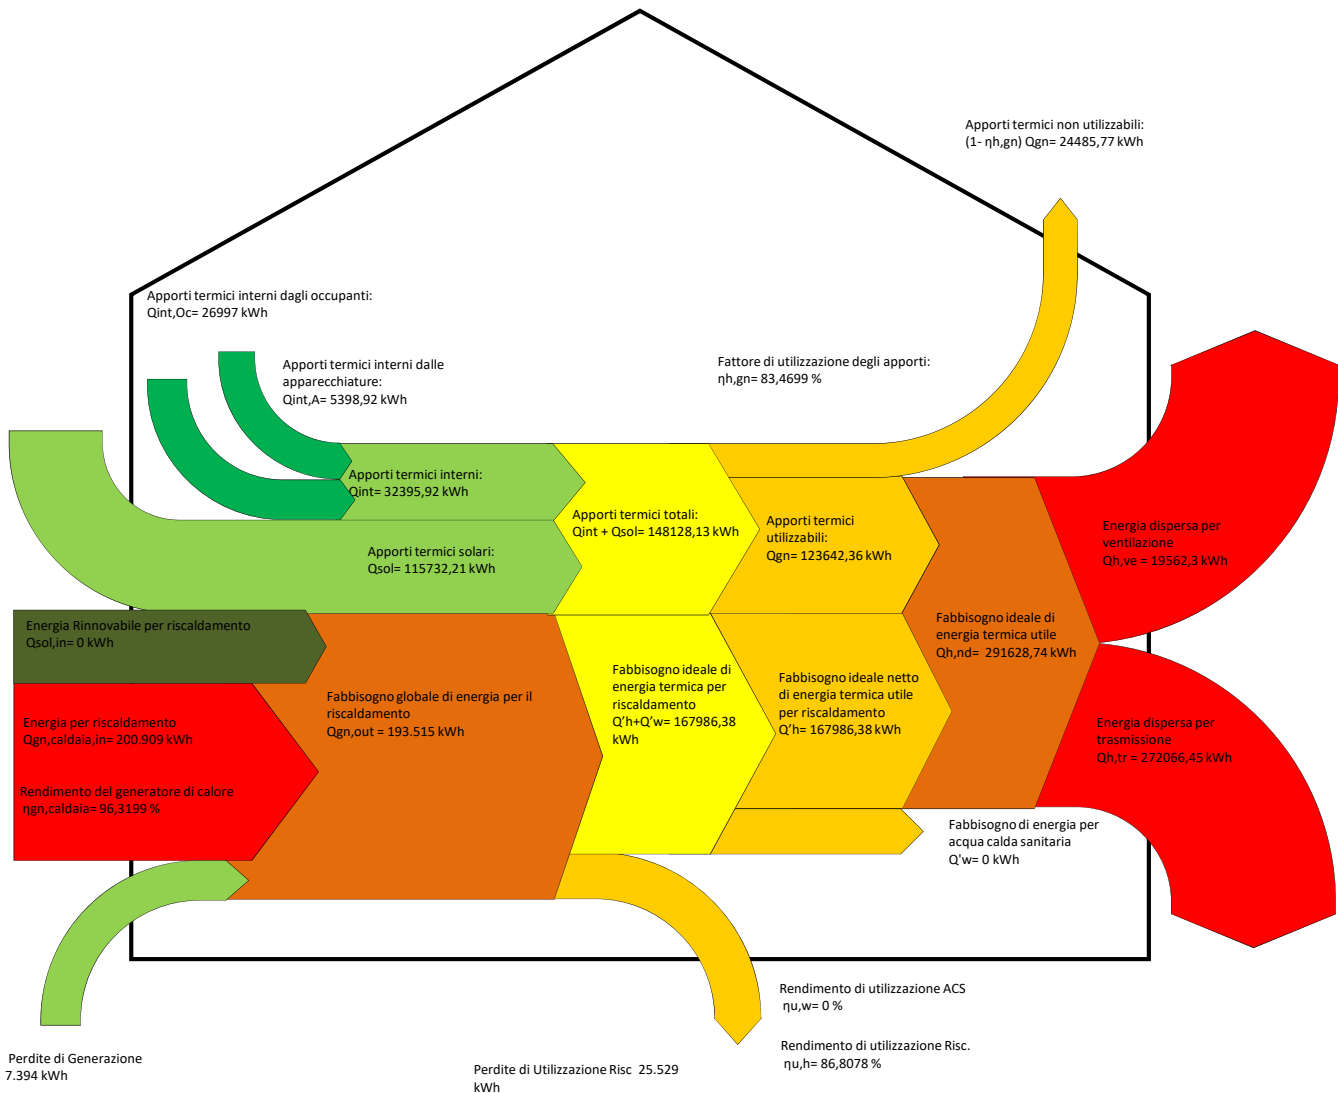 Apporti termici non utilizzabili:
(1- ηh,gn) Qgn= 24485,77 kWh
Apporti termici interni dagli occupanti:
Qint,Oc= 26997 kWh
Apporti termici interni dalle
apparecchiature:
Qint,A= 5398,92 kWh
Fattore di utilizzazione degli apporti:
ηh,gn= 83,4699 %
Apporti termici interni:
Qint= 32395,92 kWh
Apporti termici totali:
Qint + Qsol= 148128,13 kWh
Apporti termici
utilizzabili:
Qgn= 123642,36 kWh
Energia dispersa per
ventilazione
Qh,ve = 19562,3 kWh
Apporti termici solari:
Qsol= 115732,21 kWh
Energia Rinnovabile per riscaldamento
Qsol,in= 0 kWh
Fabbisogno ideale di
energia termica utile
Qh,nd= 291628,74 kWh
Fabbisogno globale di energia per il
riscaldamento
Qgn,out = 193.515 kWh
Fabbisogno ideale di
energia termica per
riscaldamento
Q’h+Q’w= 167986,38
kWh
Fabbisogno ideale netto
di energia termica utile
per riscaldamento
Q’h= 167986,38 kWh
Energia per riscaldamento
Qgn,caldaia,in= 200.909 kWh
Rendimento del generatore di calore
ηgn,caldaia= 96,3199 %
Energia dispersa per
trasmissione
Qh,tr = 272066,45 kWh
Fabbisogno di energia per
acqua calda sanitaria
Q'w= 0 kWh
Rendimento di utilizzazione ACS
ηu,w= 0 %
Rendimento di utilizzazione Risc.
ηu,h= 86,8078 %
Perdite di Generazione
7.394 kWh
Perdite di Utilizzazione Risc 25.529
kWh